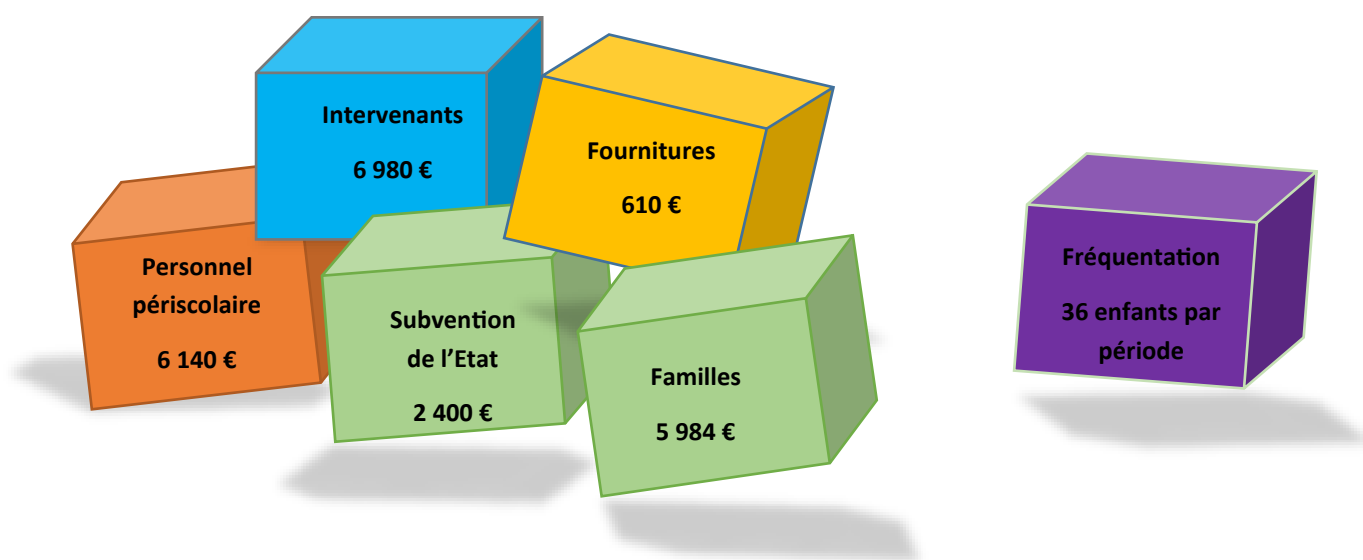 Intervenants
6 980 €
Fournitures
610 €
Personnel
périscolaire
6 140 €
Subvention
de l’Etat
2 400 €
Familles
5 984 €
Fréquentation
36 enfants par
période